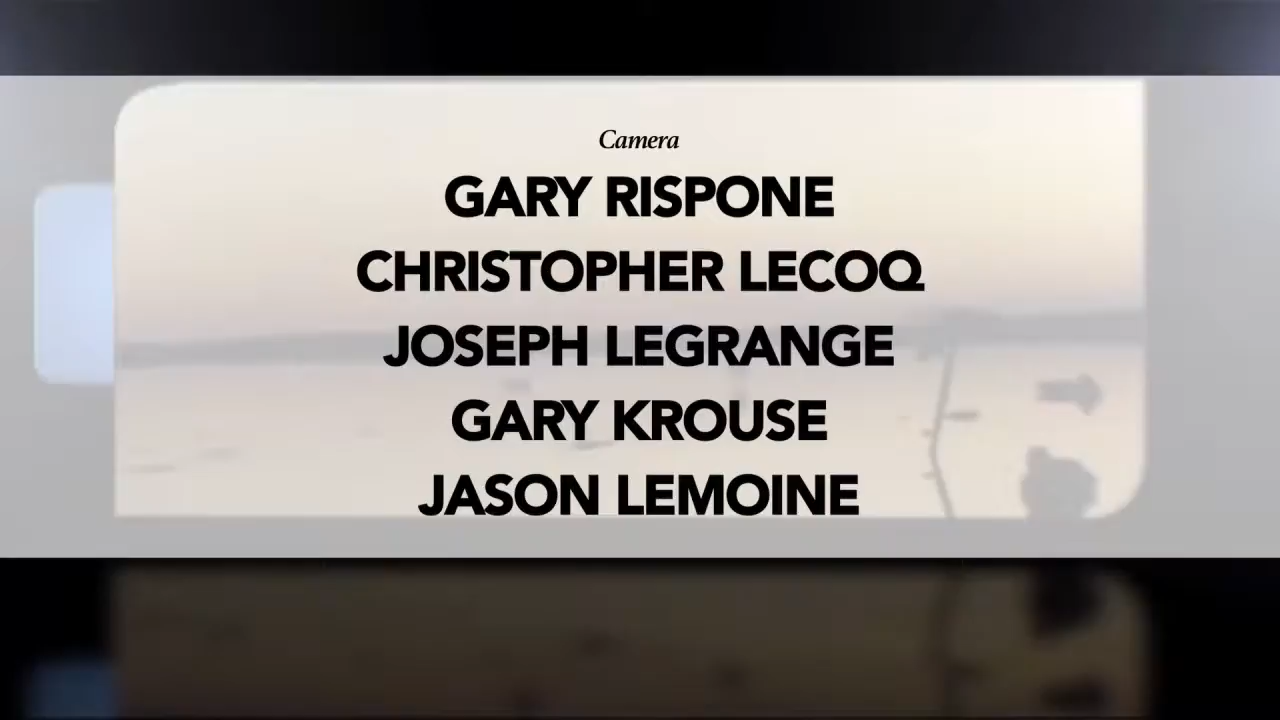 Camera
GARY RISPONE
CHRISTOPHER LECOQ
JOSEPH LEGRANGE
GARY KROUSE
JASON LEMOINE